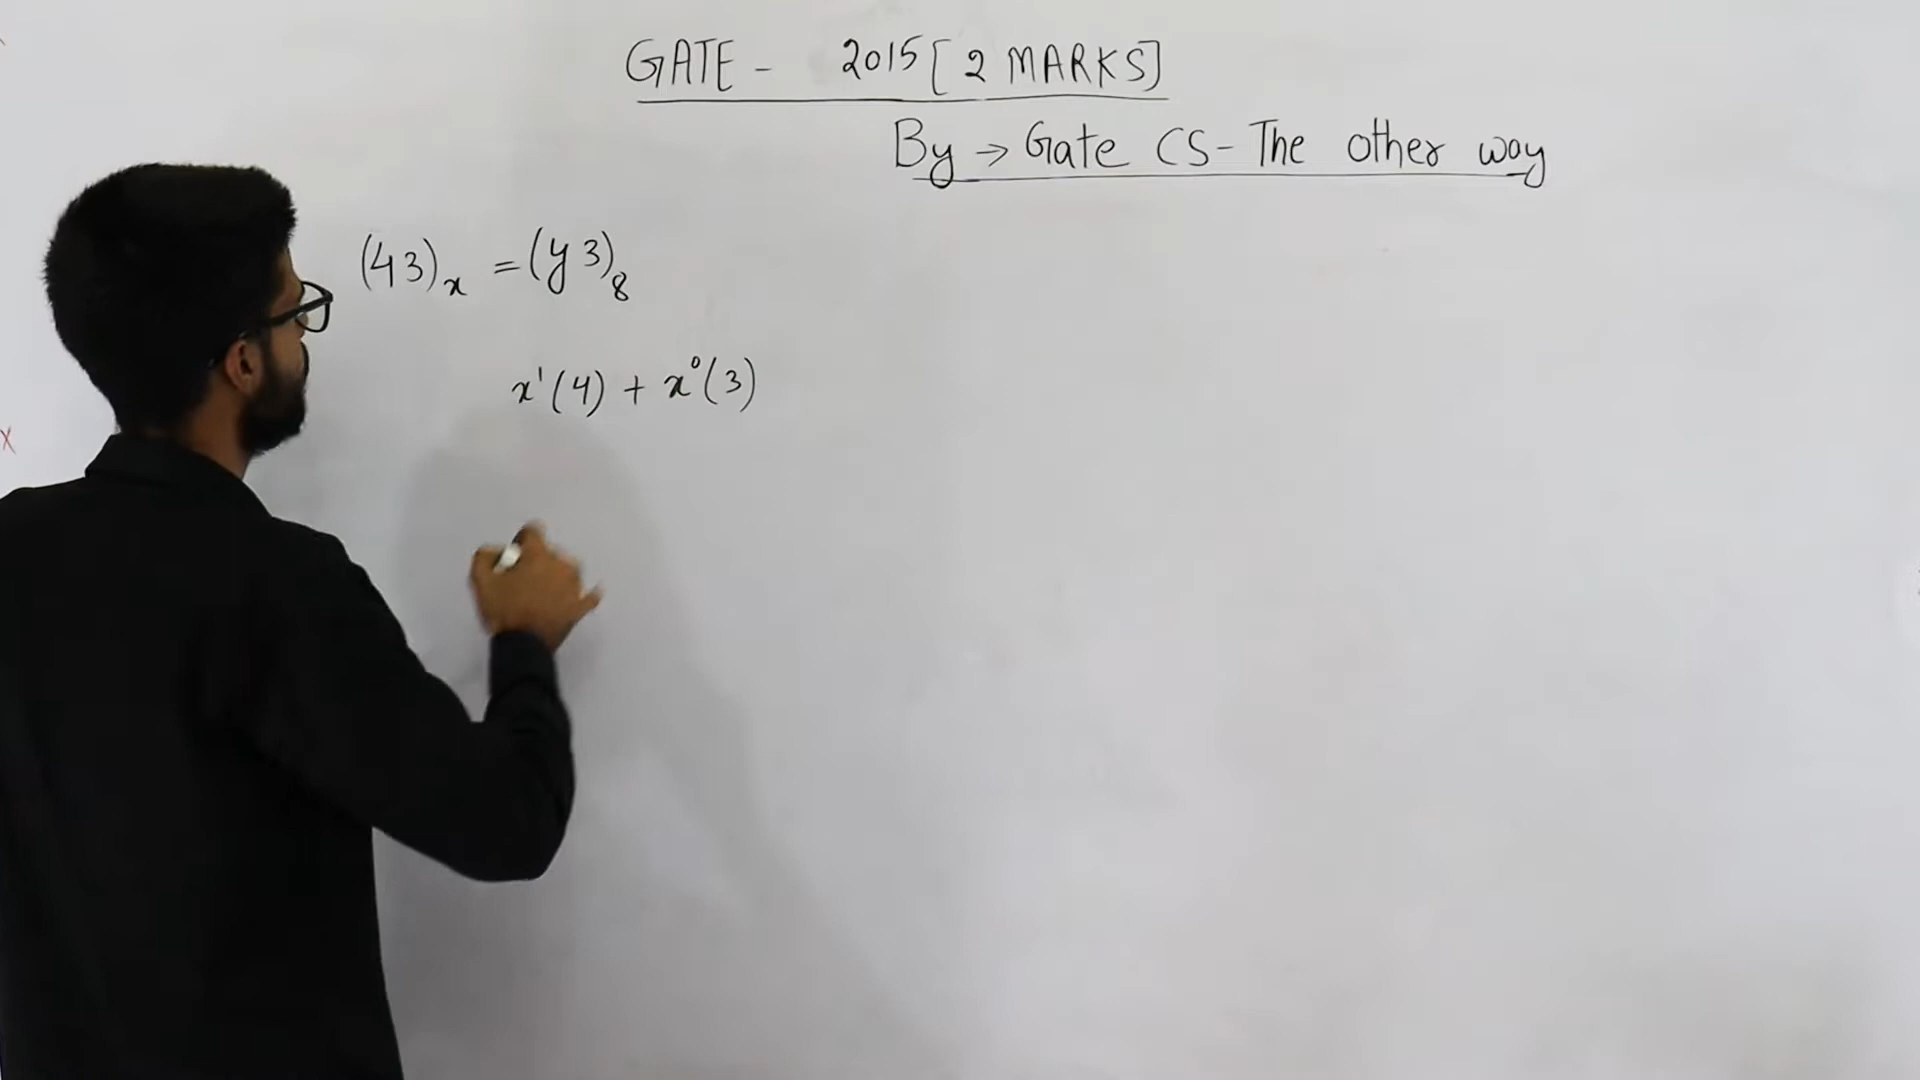 GATE - 2015 [2 MARKS]
By → Gate CS - The other way
(43)ₓ = (y3)₈
x¹(4) + x⁰(3)
x